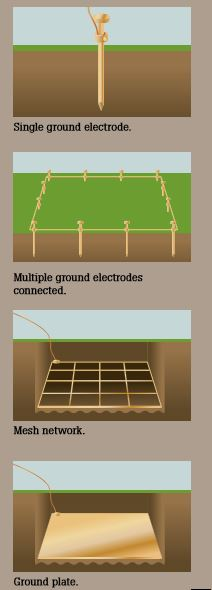 Single ground electrode.
Multiple ground electrodes
connected.
Mesh network.
Ground plate.